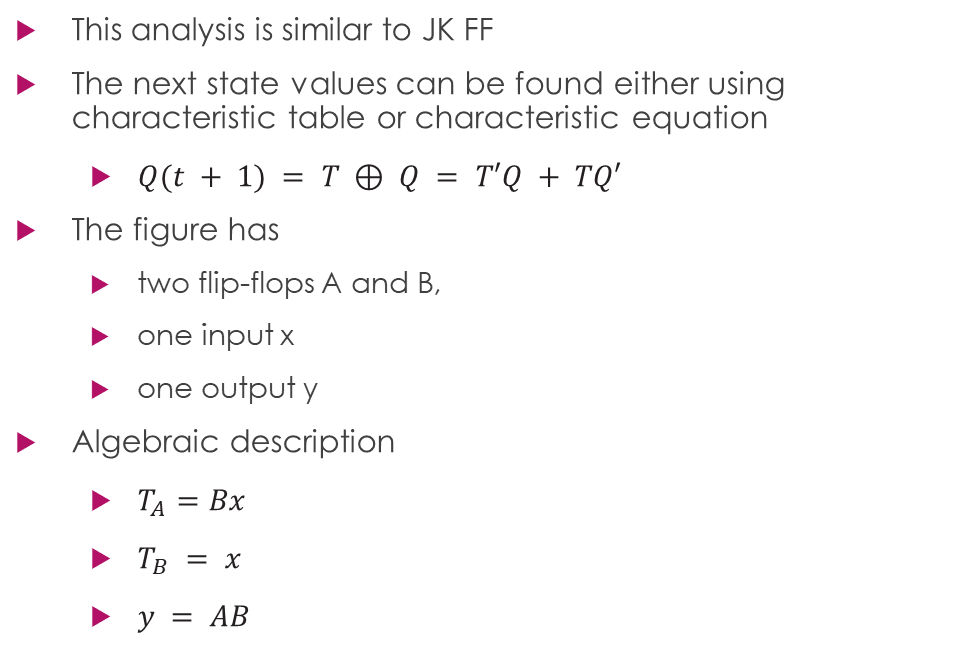 This analysis is similar to JK FF
The next state values can be found either using
characteristic table or characteristic equation
Q(t + 1) = T ⊕ Q = T′Q + TQ′
The figure has
two flip-flops A and B,
one input x
one output y
Algebraic description
T_A = Bx
T_B = x
y = AB